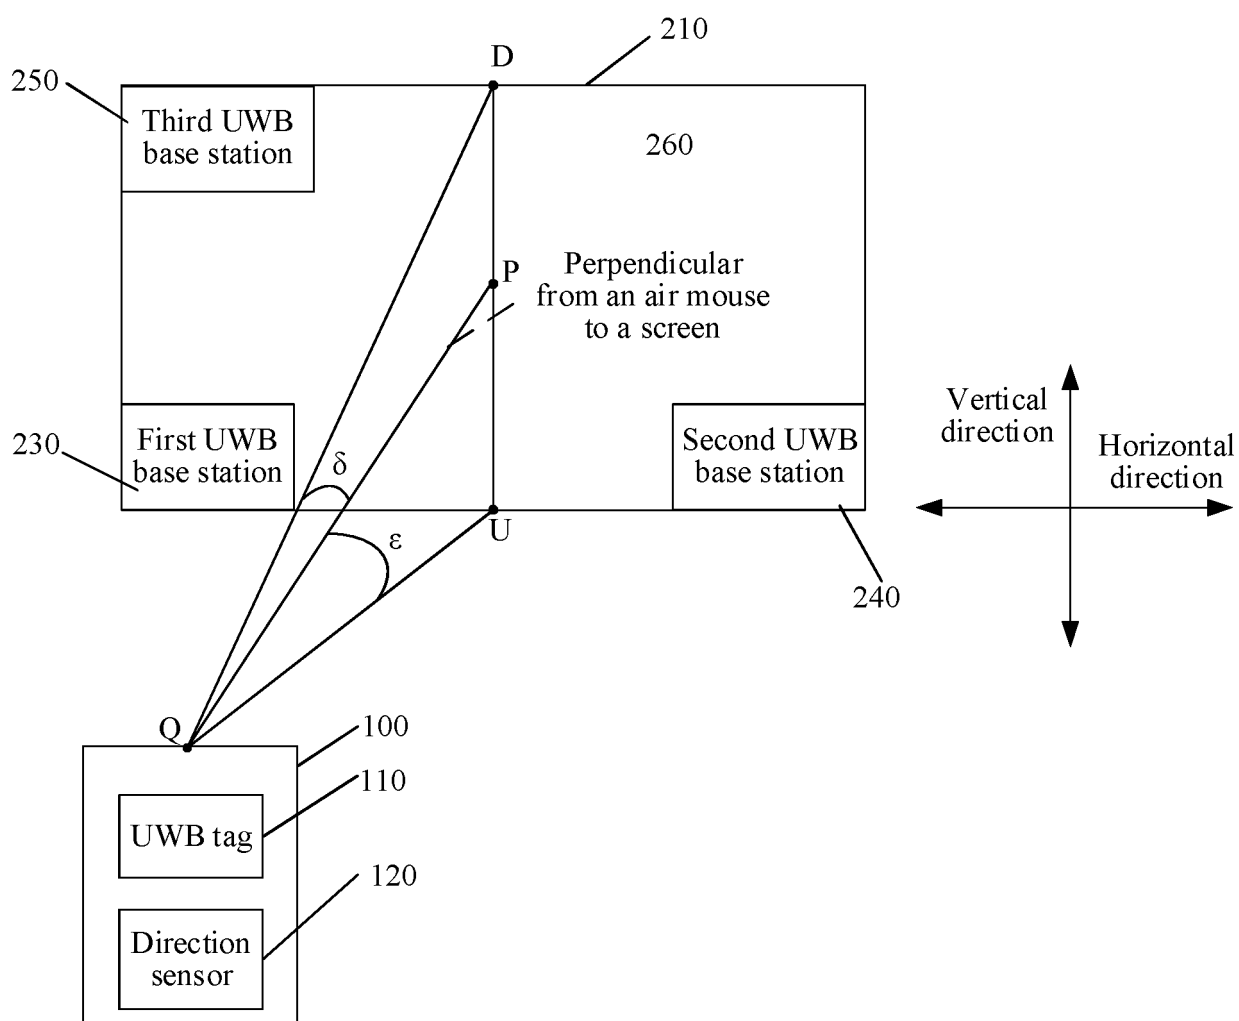 D
210
250
Third UWB
base station
260
P
Perpendicular
from an air mouse
to a screen
First UWB
base station
230
δ
Second UWB
base station
Vertical
direction
Horizontal
direction
U
ε
240
Q
100
110
UWB tag
120
Direction
sensor